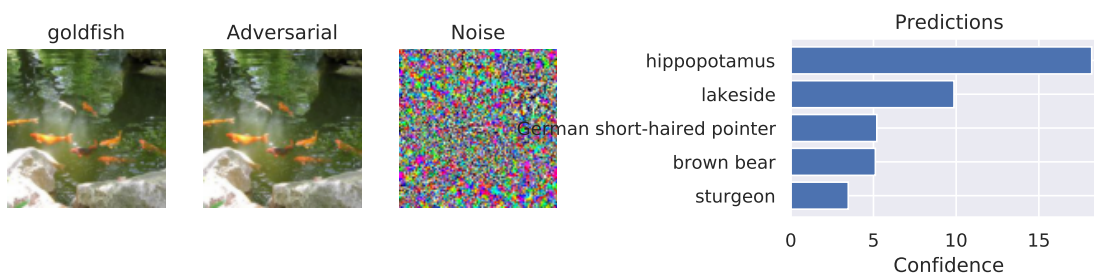 goldfish
Adversarial
Noise
Predictions
hippopotamus
lakeside
German short-haired pointer
brown bear
sturgeon
0 5 10 15
Confidence